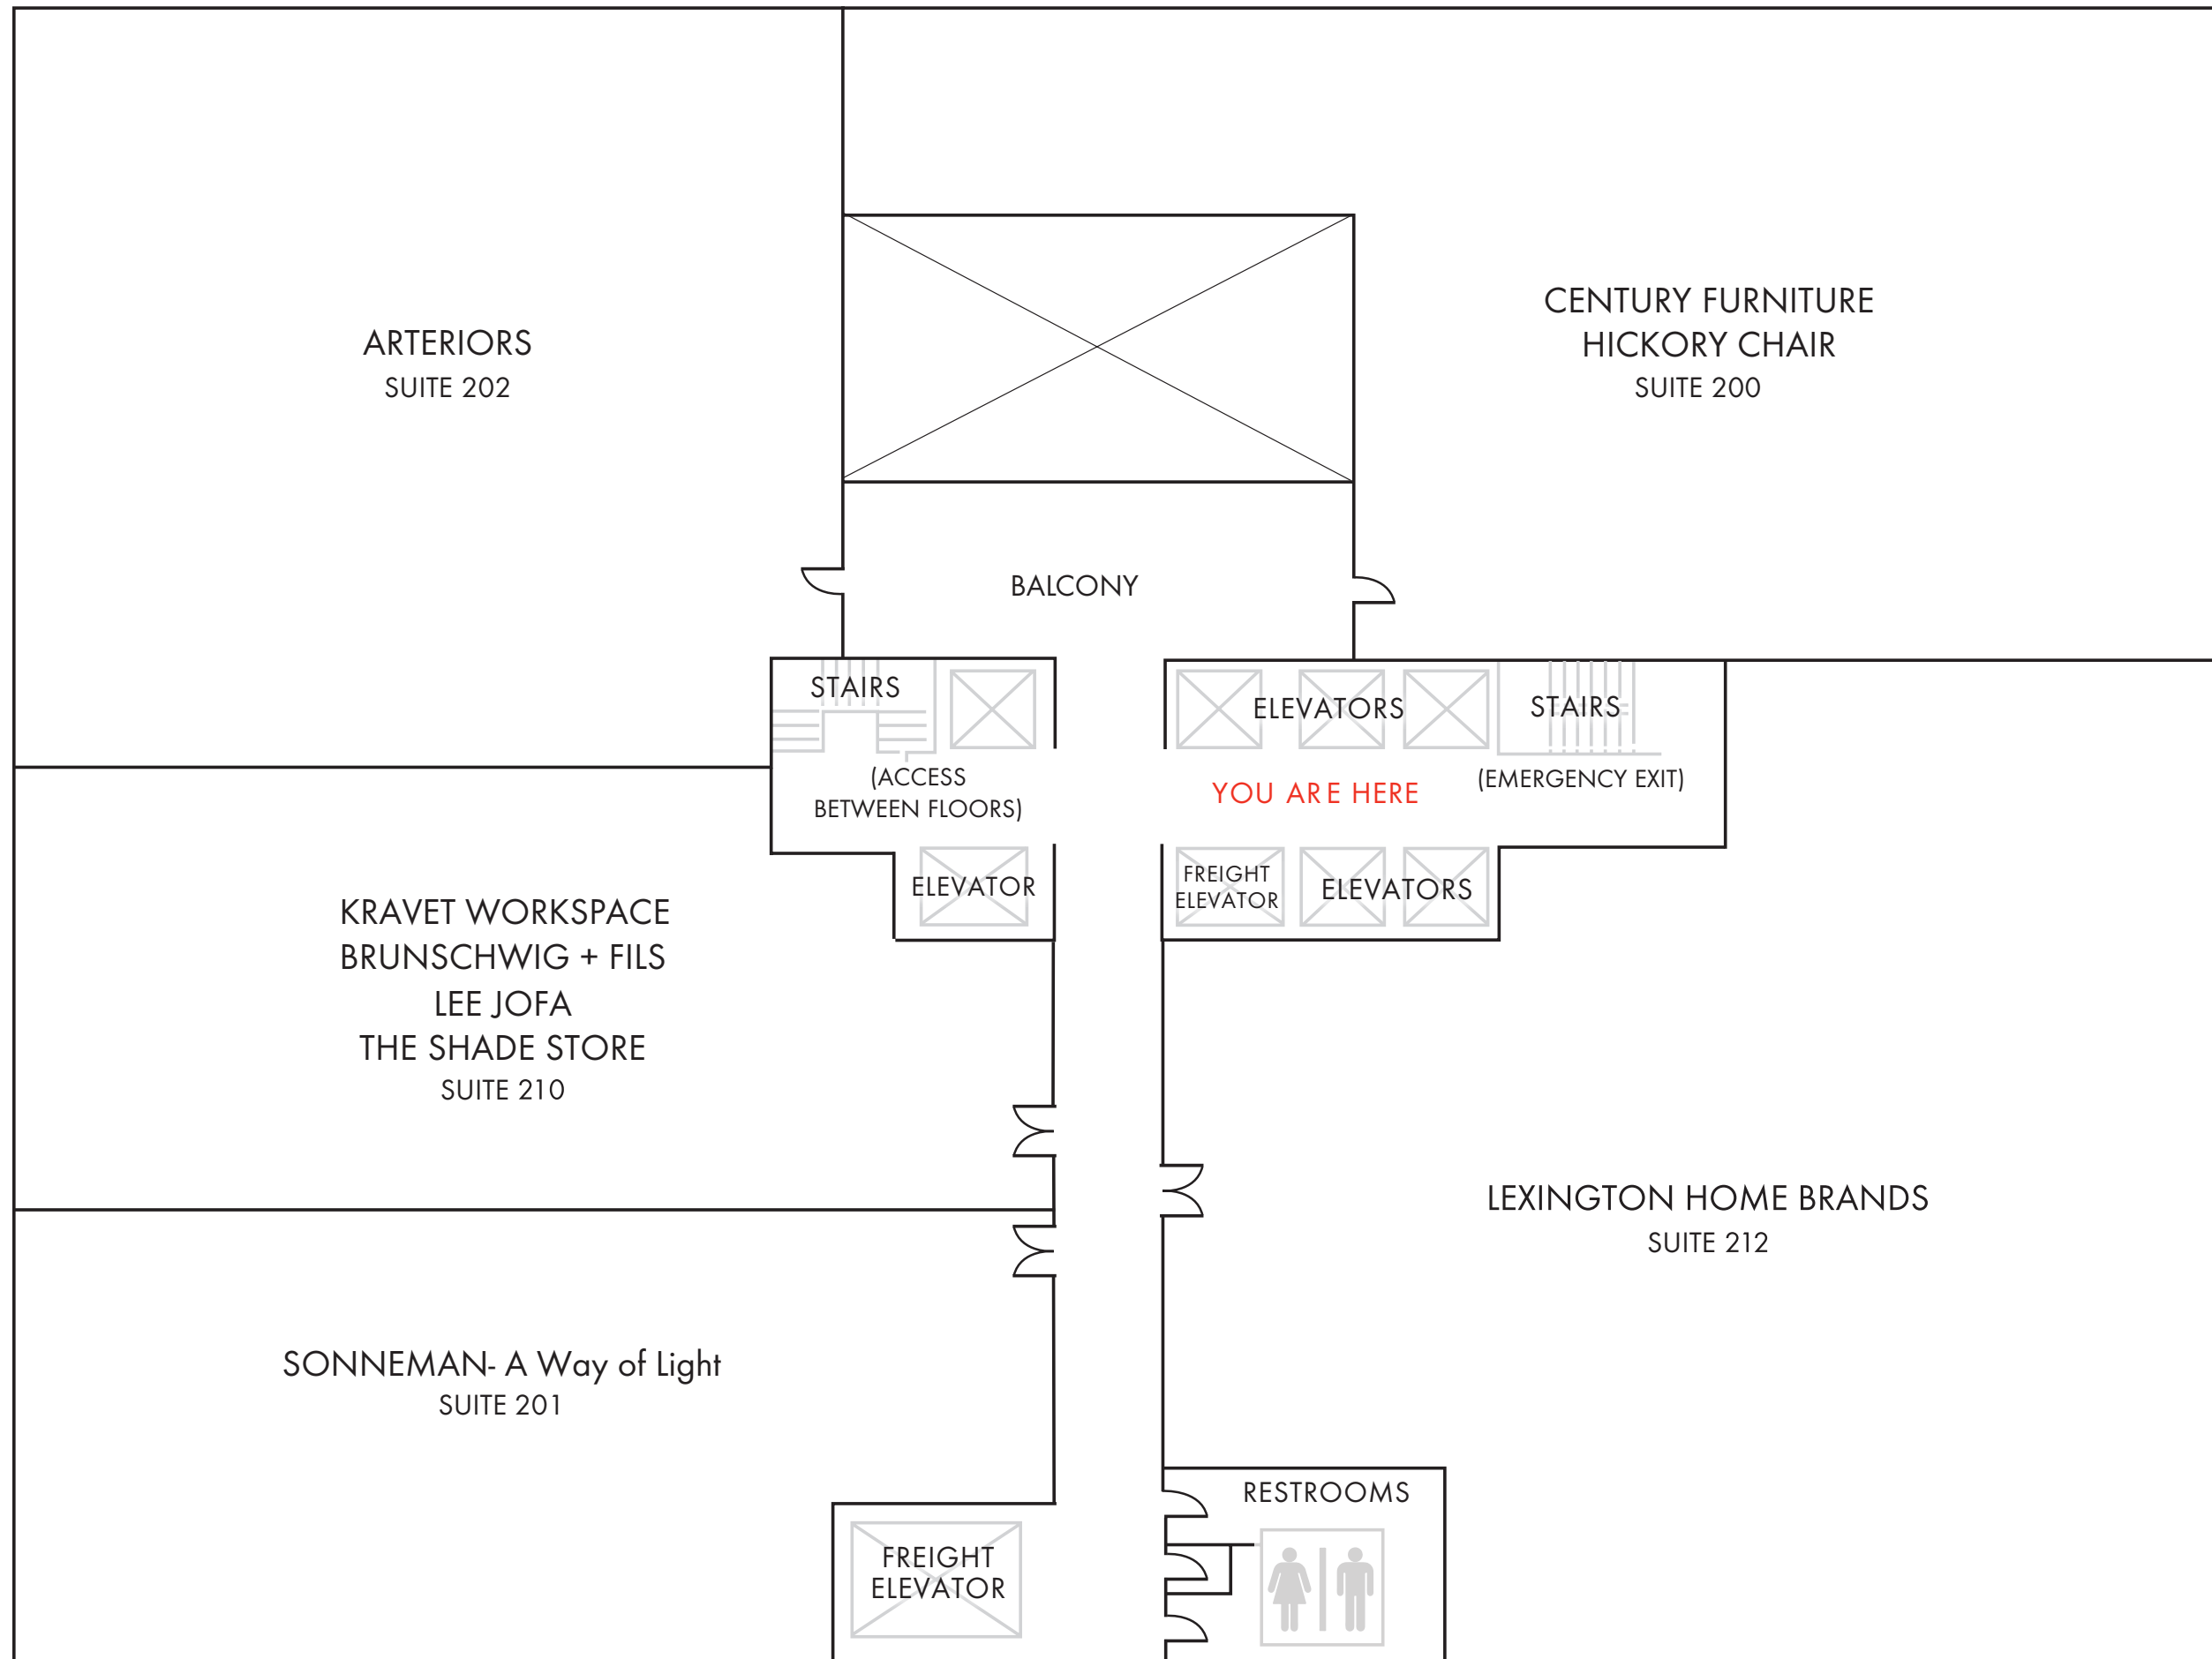 ARTERIORS
SUITE 202
CENTURY FURNITURE
HICKORY CHAIR
SUITE 200
BALCONY
STAIRS
ELEVATORS
STAIRS
(ACCESS
BETWEEN FLOORS)
YOU ARE HERE
(EMERGENCY EXIT)
ELEVATOR
FREIGHT
ELEVATOR
ELEVATORS
KRAVET WORKSPACE
BRUNSCHWIG + FILS
LEE JOFA
THE SHADE STORE
SUITE 210
LEXINGTON HOME BRANDS
SUITE 212
SONNEMAN- A Way of Light
SUITE 201
RESTROOMS
FREIGHT
ELEVATOR